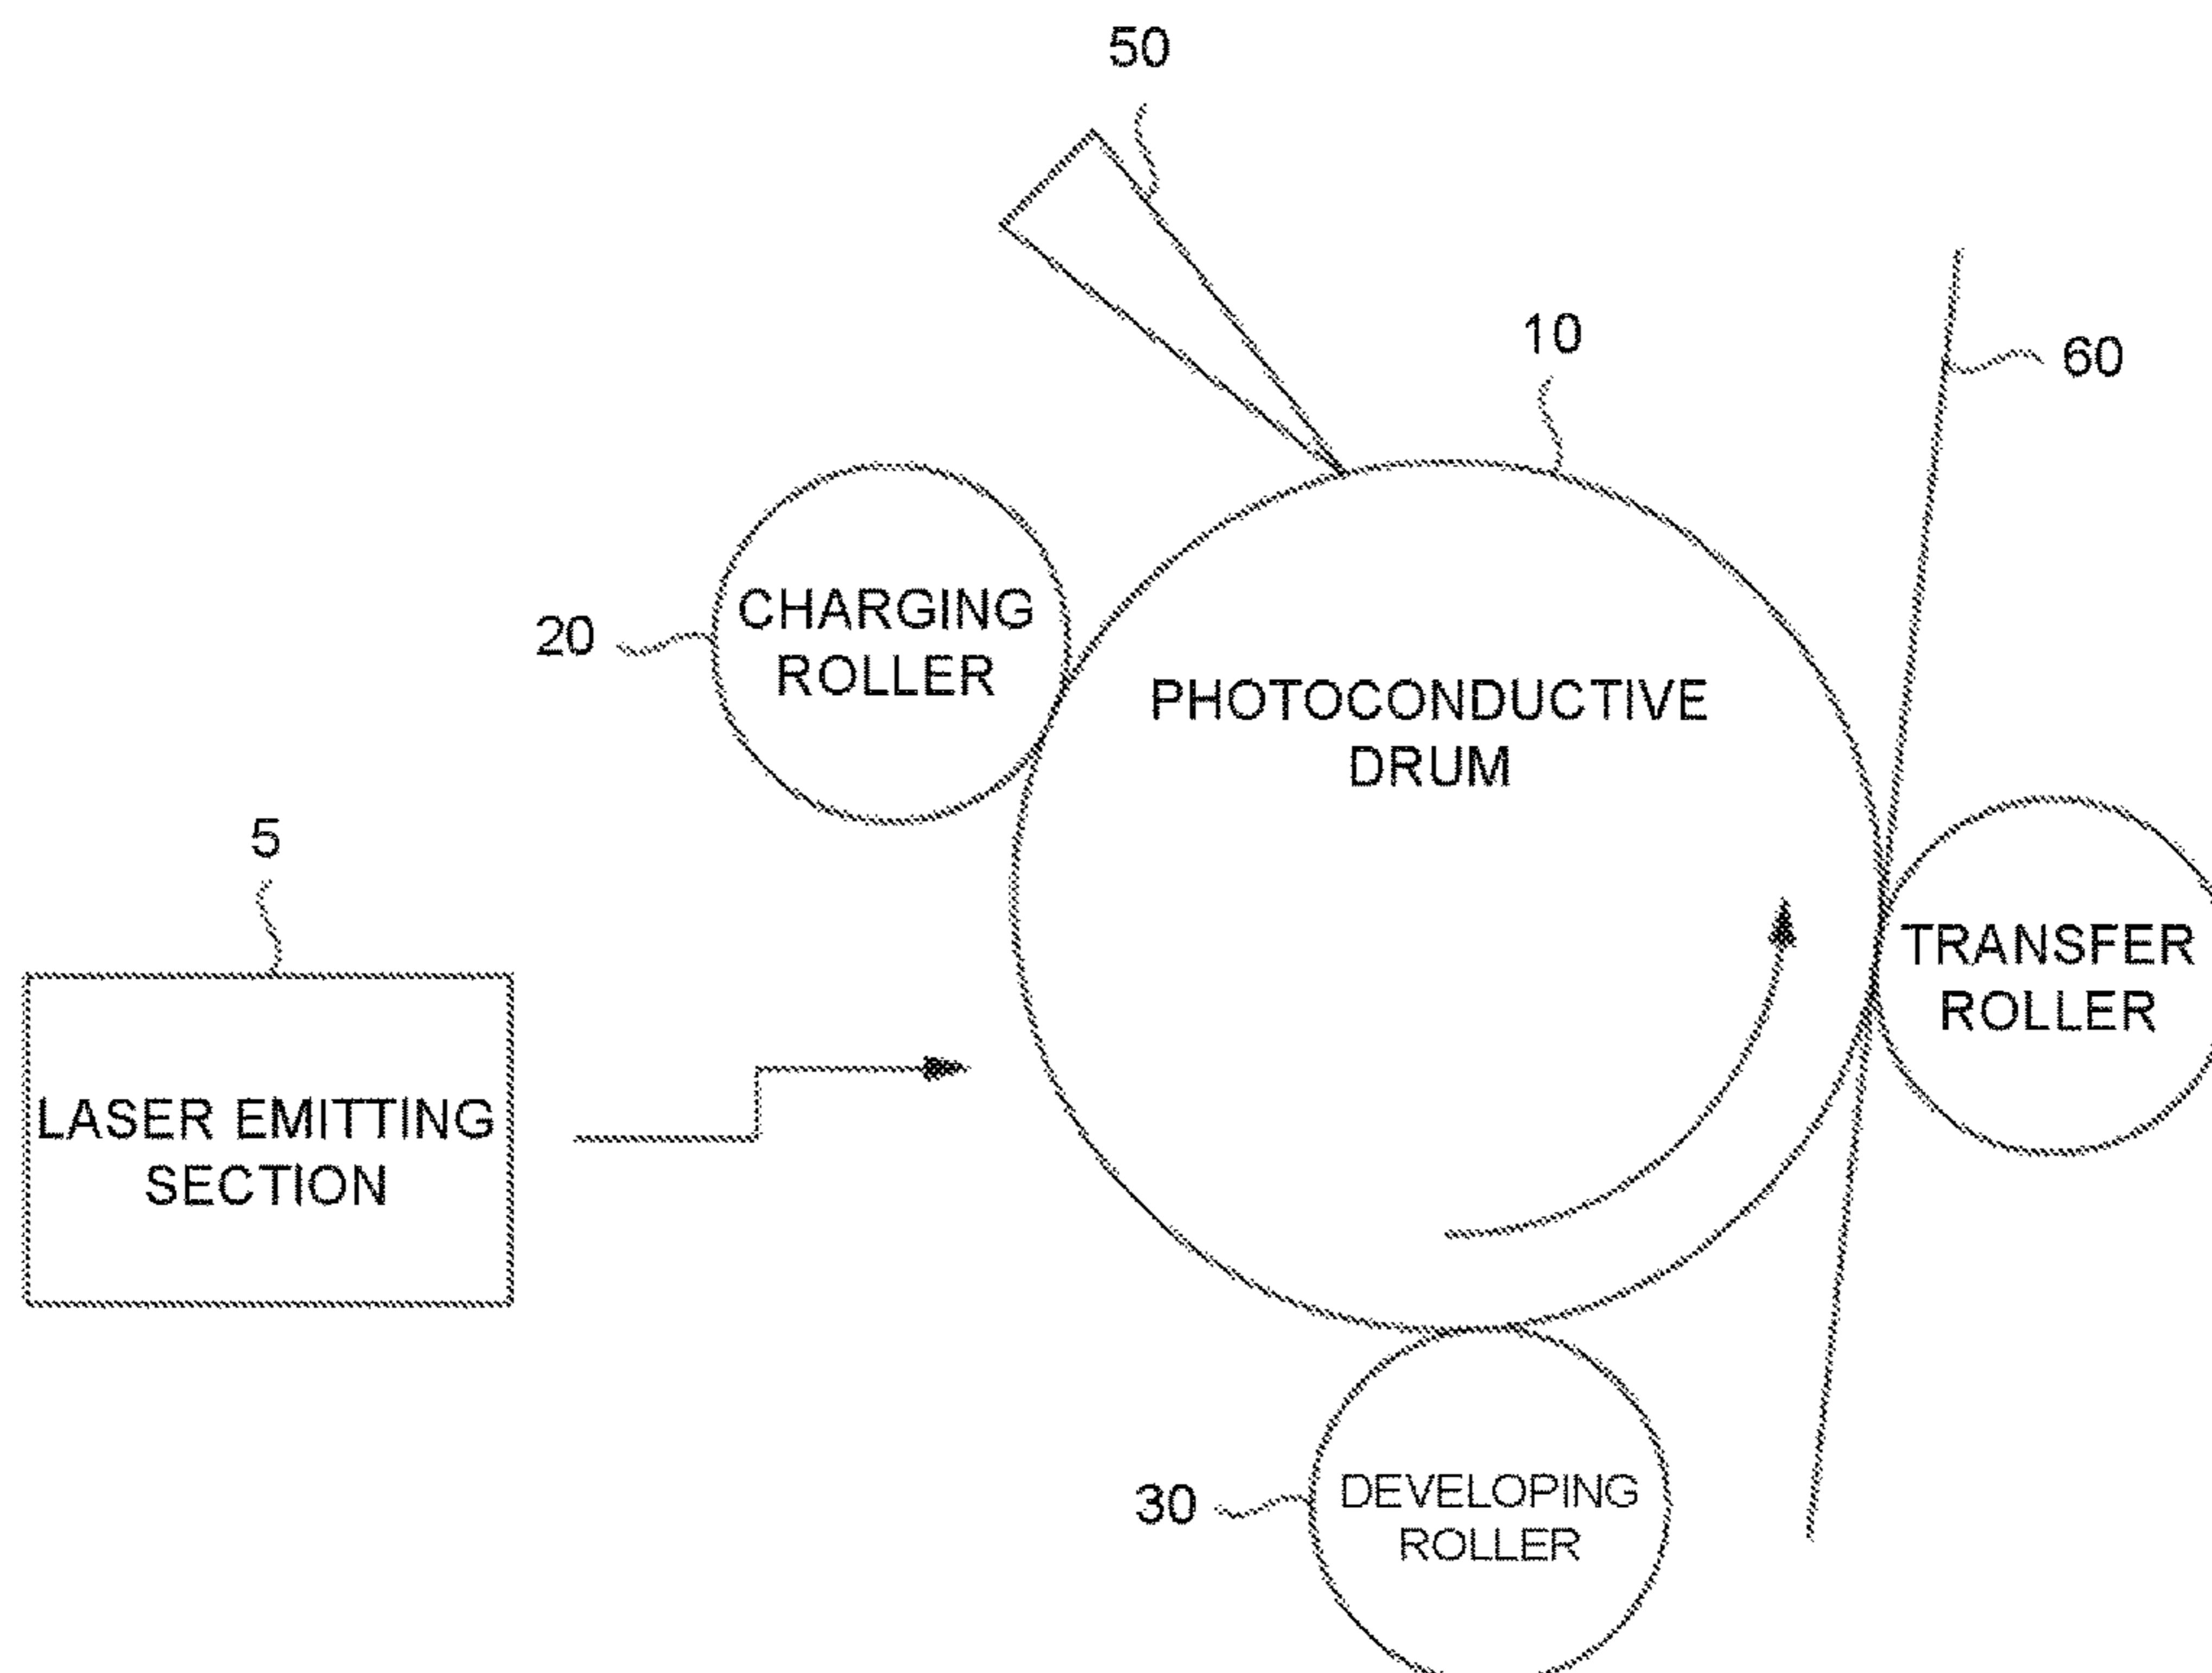 50
10
60
CHARGING
ROLLER
20
PHOTOCONDUCTIVE
DRUM
5
TRANSFER
ROLLER
LASER EMITTING
SECTION
30
DEVELOPING
ROLLER